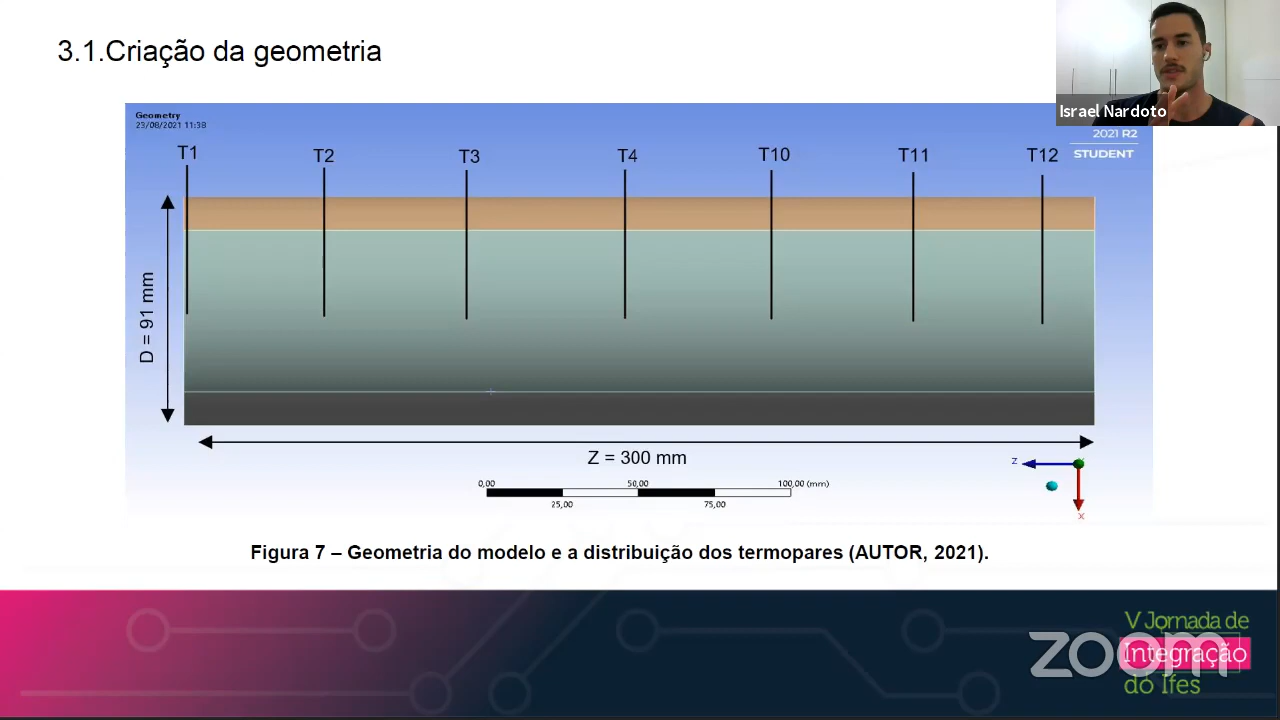 3.1.Criação da geometria
Israel Nardoto
Geometry
23/08/2021 11:38
2021 R2
STUDENT
T1
T2
T3
T4
T10
T11
T12
D = 91 mm
Z = 300 mm
0,00
50,00
100,00 (mm)
25,00
75,00
Z
X
Figura 7 – Geometria do modelo e a distribuição dos termopares (AUTOR, 2021).
V Jornada de
Integração
do Ifes
zoom